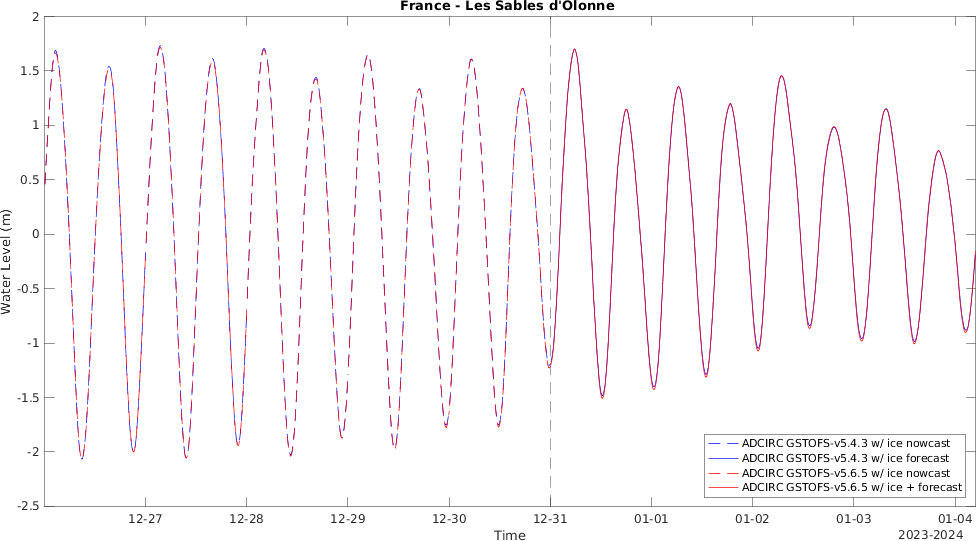 France - Les Sables d'Olonne
2
1.5
1
0.5
0
-0.5
-1
-1.5
-2
-2.5
Water Level (m)
12-27 12-28 12-29 12-30 12-31 01-01 01-02 01-03 01-04
Time
2023-2024
ADCIRC GSTOFS-v5.4.3 w/ ice nowcast
ADCIRC GSTOFS-v5.4.3 w/ ice forecast
ADCIRC GSTOFS-v5.6.5 w/ ice nowcast
ADCIRC GSTOFS-v5.6.5 w/ ice + forecast